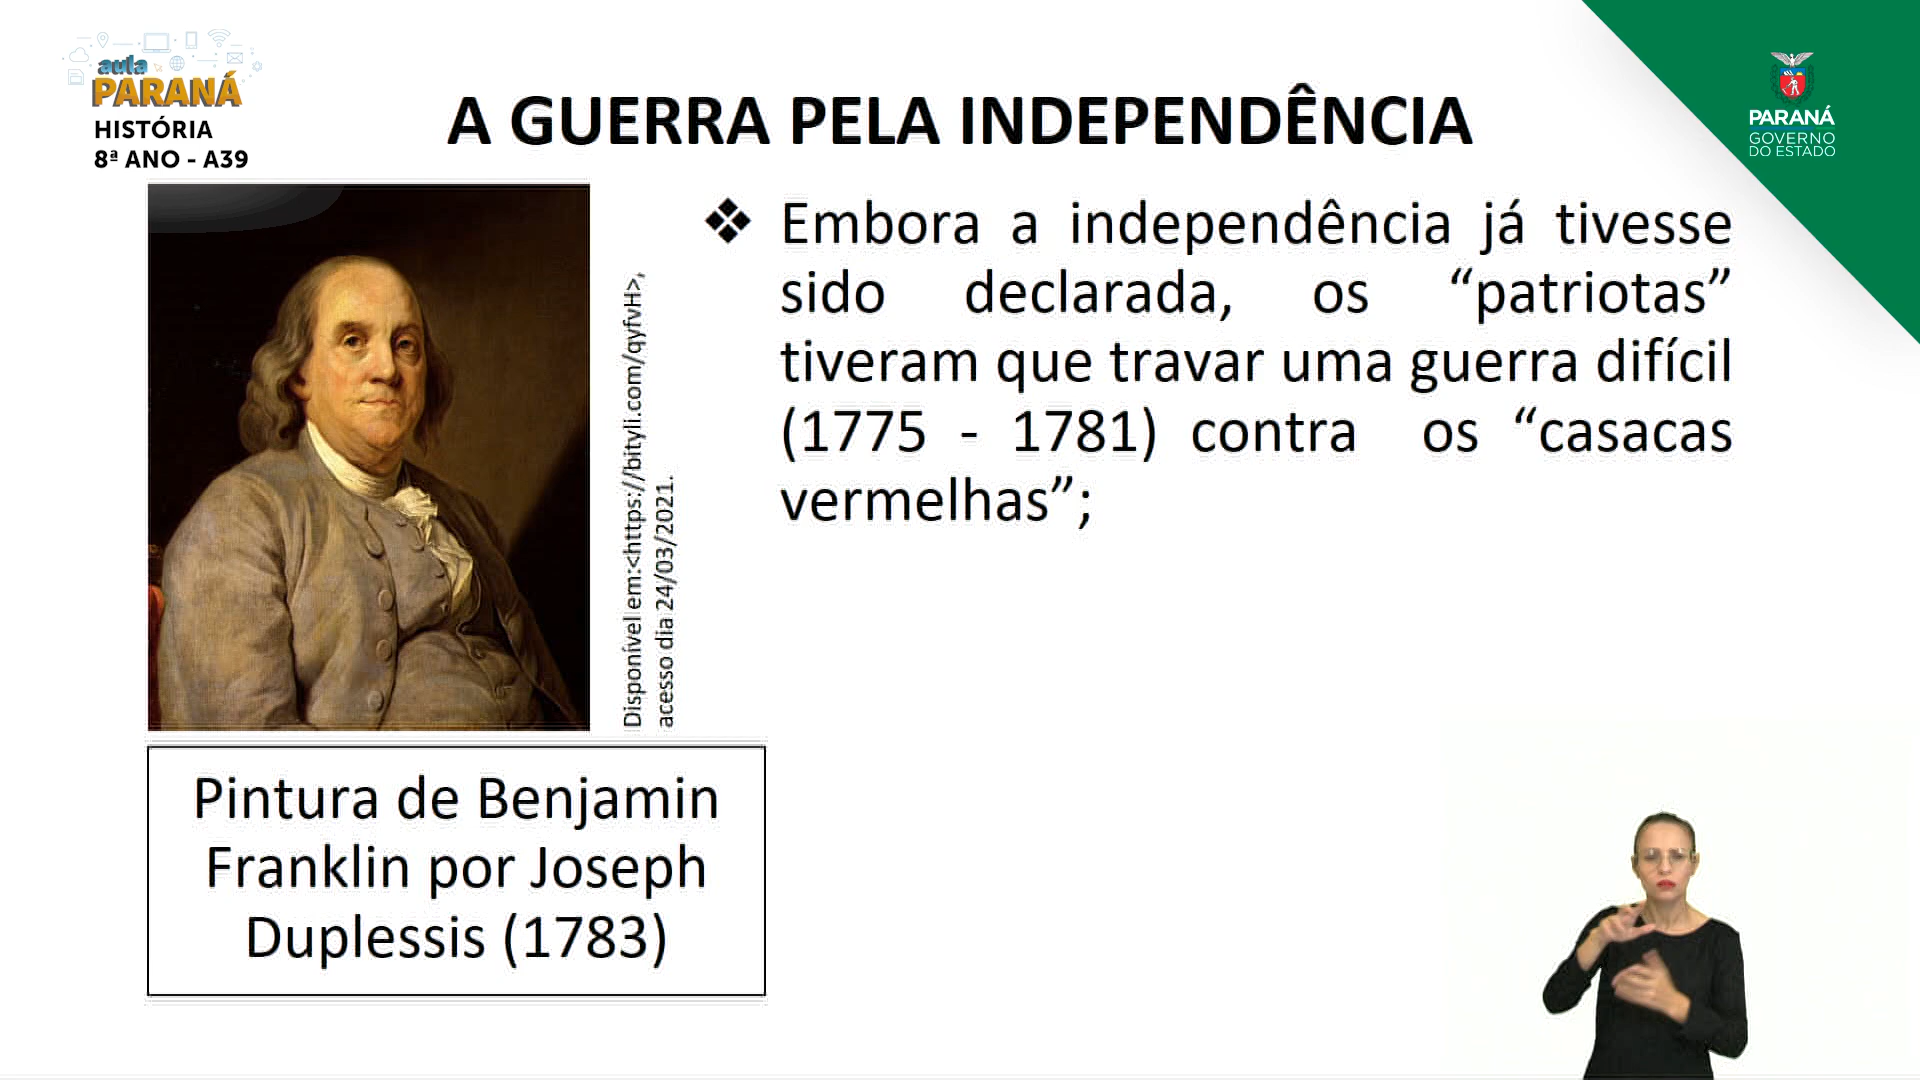 aula
PARANÁ
HISTÓRIA
8ª ANO - A39
A GUERRA PELA INDEPENDÊNCIA
PARANÁ
GOVERNO
DO ESTADO
❖ Embora a independência já tivesse
sido declarada, os “patriotas”
tiveram que travar uma guerra difícil
(1775 - 1781) contra os “casacas
vermelhas”;
Disponível em:<https://bityli.com/qyfvH>,
acesso dia 24/03/2021.
Pintura de Benjamin
Franklin por Joseph
Duplessis (1783)